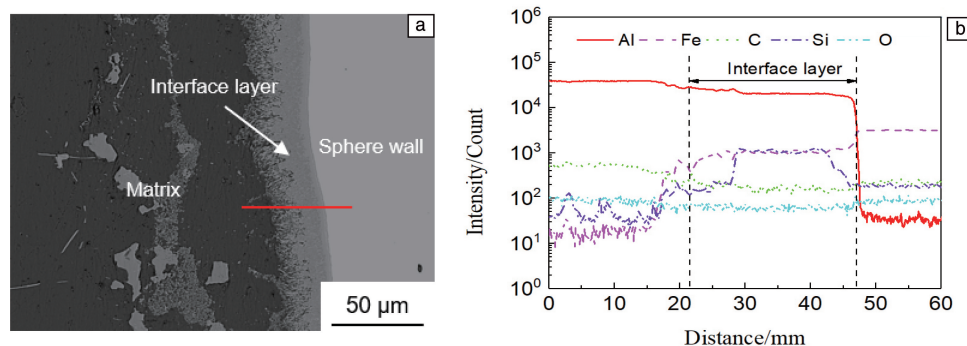 a
Interface
layer
Sphere wall
Matrix
50 μm
b
Al Fe C Si O
Interface layer
10⁶
10⁵
10⁴
10³
10²
10¹
10⁰
Intensity/Count
0 10 20 30 40 50 60
Distance/mm